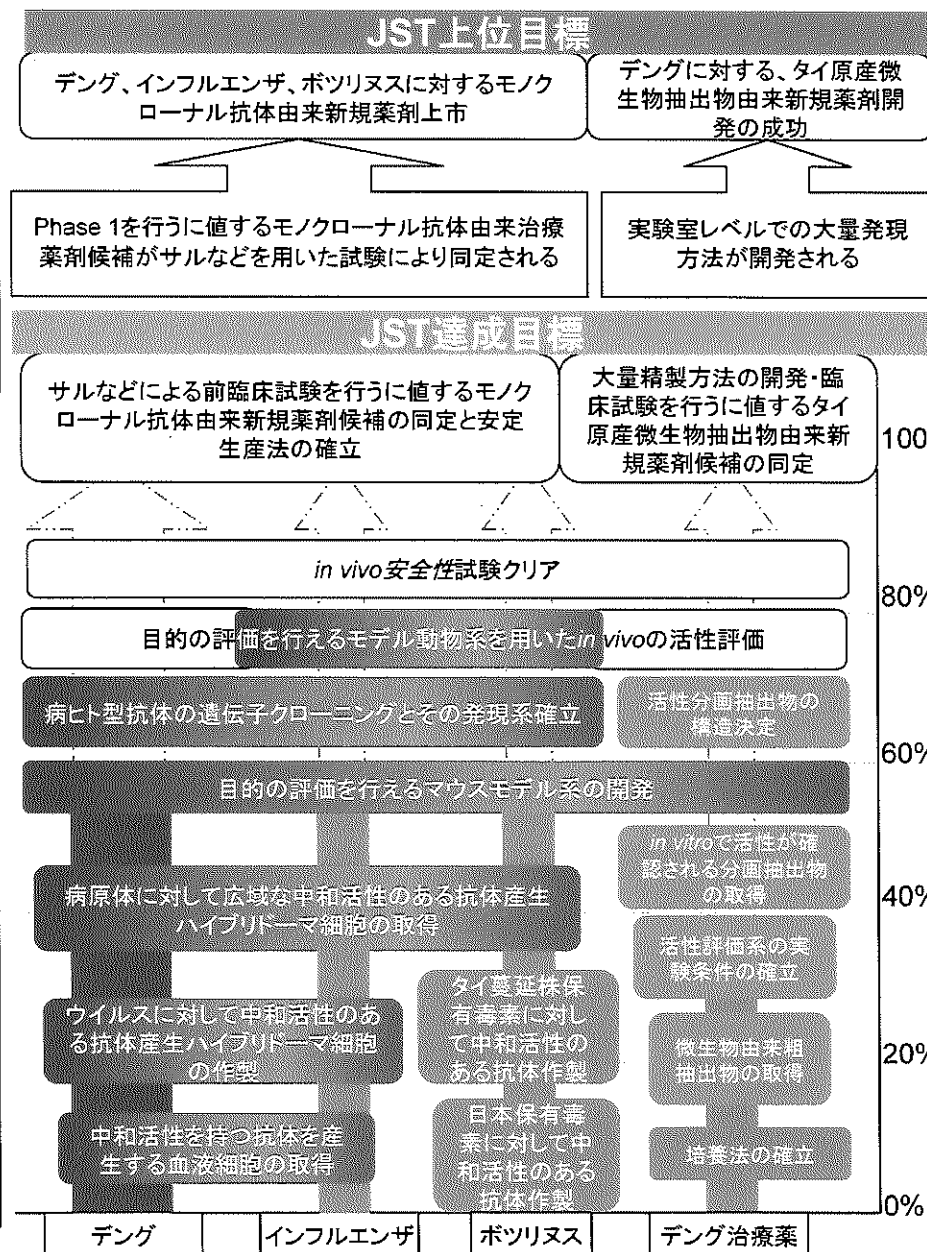 JST上位目標
デング、インフルエンザ、ボツリヌスに対するモノク
ローナル抗体由来新規薬剤上市
デングに対する、タイ原産微
生物抽出物由来新規薬剤開
発の成功
Phase 1を行うに値するモノクローナル抗体由来治療
薬剤候補がサルなどを用いた試験により同定される
実験室レベルでの大量発現
方法が開発される
JST達成目標
サルなどによる前臨床試験を行うに値するモノク
ローナル抗体由来新規薬剤候補の同定と安定
生産法の確立
大量精製方法の開発・臨
床試験を行うに値するタイ
原産微生物抽出物由来新
規薬剤候補の同定
100
in vivo安全性試験クリア
80%
目的の評価を行えるモデル動物系を用いたin vivoの活性評価
病ヒト型抗体の遺伝子クローニングとその発現系確立
活性分画抽出物の
構造決定
60%
目的の評価を行えるマウスモデル系の開発
in vitroで活性が確
認される分画抽出物
の取得
病原体に対して広域な中和活性のある抗体産生
ハイブリドーマ細胞の取得
40%
活性評価系の実
験条件の確立
ウイルスに対して中和活性のあ
る抗体産生ハイブリドーマ細胞
の作製
タイ蔓延株保
有毒素に対し
て中和活性の
ある抗体作製
微生物由来粗
抽出物の取得
20%
中和活性を持つ抗体を産
生する血液細胞の取得
日本保有毒
素に対して中
和活性のある
抗体作製
培養法の確立
0%
デング
インフルエンザ
ボツリヌス
デング治療薬